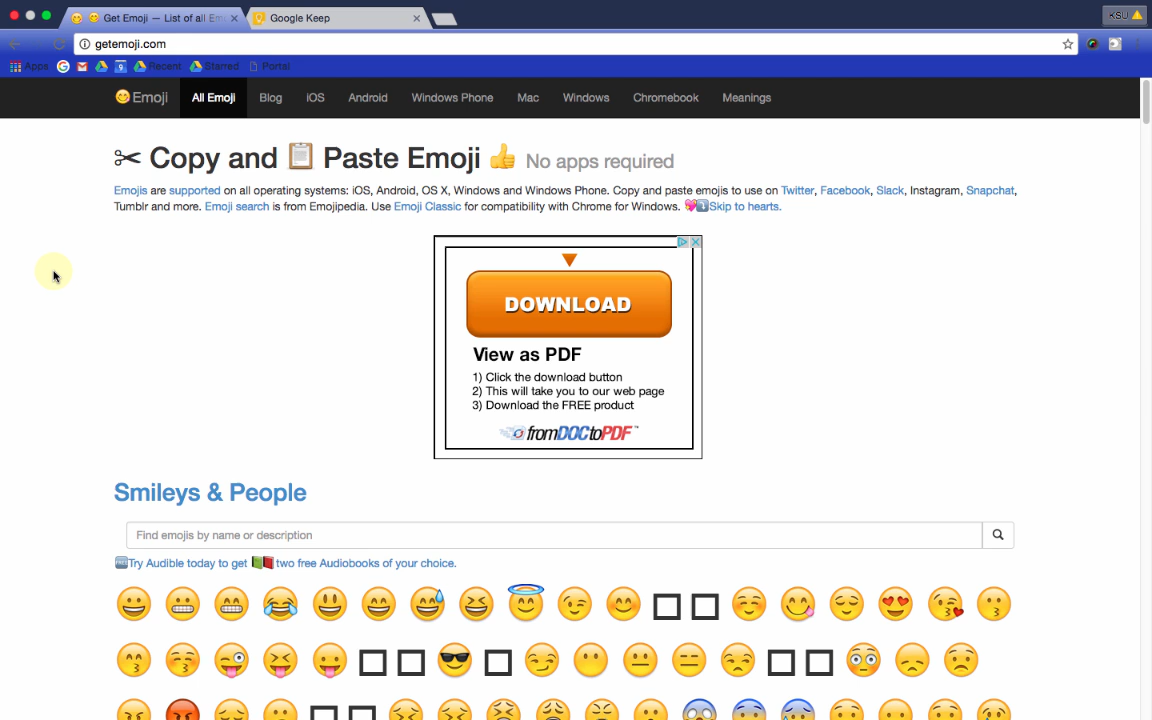 Get Emoji — List of all Em
Google Keep
KSU
getemoji.com
Apps
9
Recent
Starred
Portal
Emoji
All Emoji
Blog
iOS
Android
Windows Phone
Mac
Windows
Chromebook
Meanings
Copy and Paste Emoji No apps required
Emojis are supported on all operating systems: iOS, Android, OS X, Windows and Windows Phone. Copy and paste emojis to use on Twitter, Facebook, Slack, Instagram, Snapchat,
Tumblr and more. Emoji search is from Emojipedia. Use Emoji Classic for compatibility with Chrome for Windows. Skip to hearts.
DOWNLOAD
View as PDF
1) Click the download button
2) This will take you to our web page
3) Download the FREE product
fromDOCtoPDF™
Smileys & People
Find emojis by name or description
Try Audible today to get two free Audiobooks of your choice.